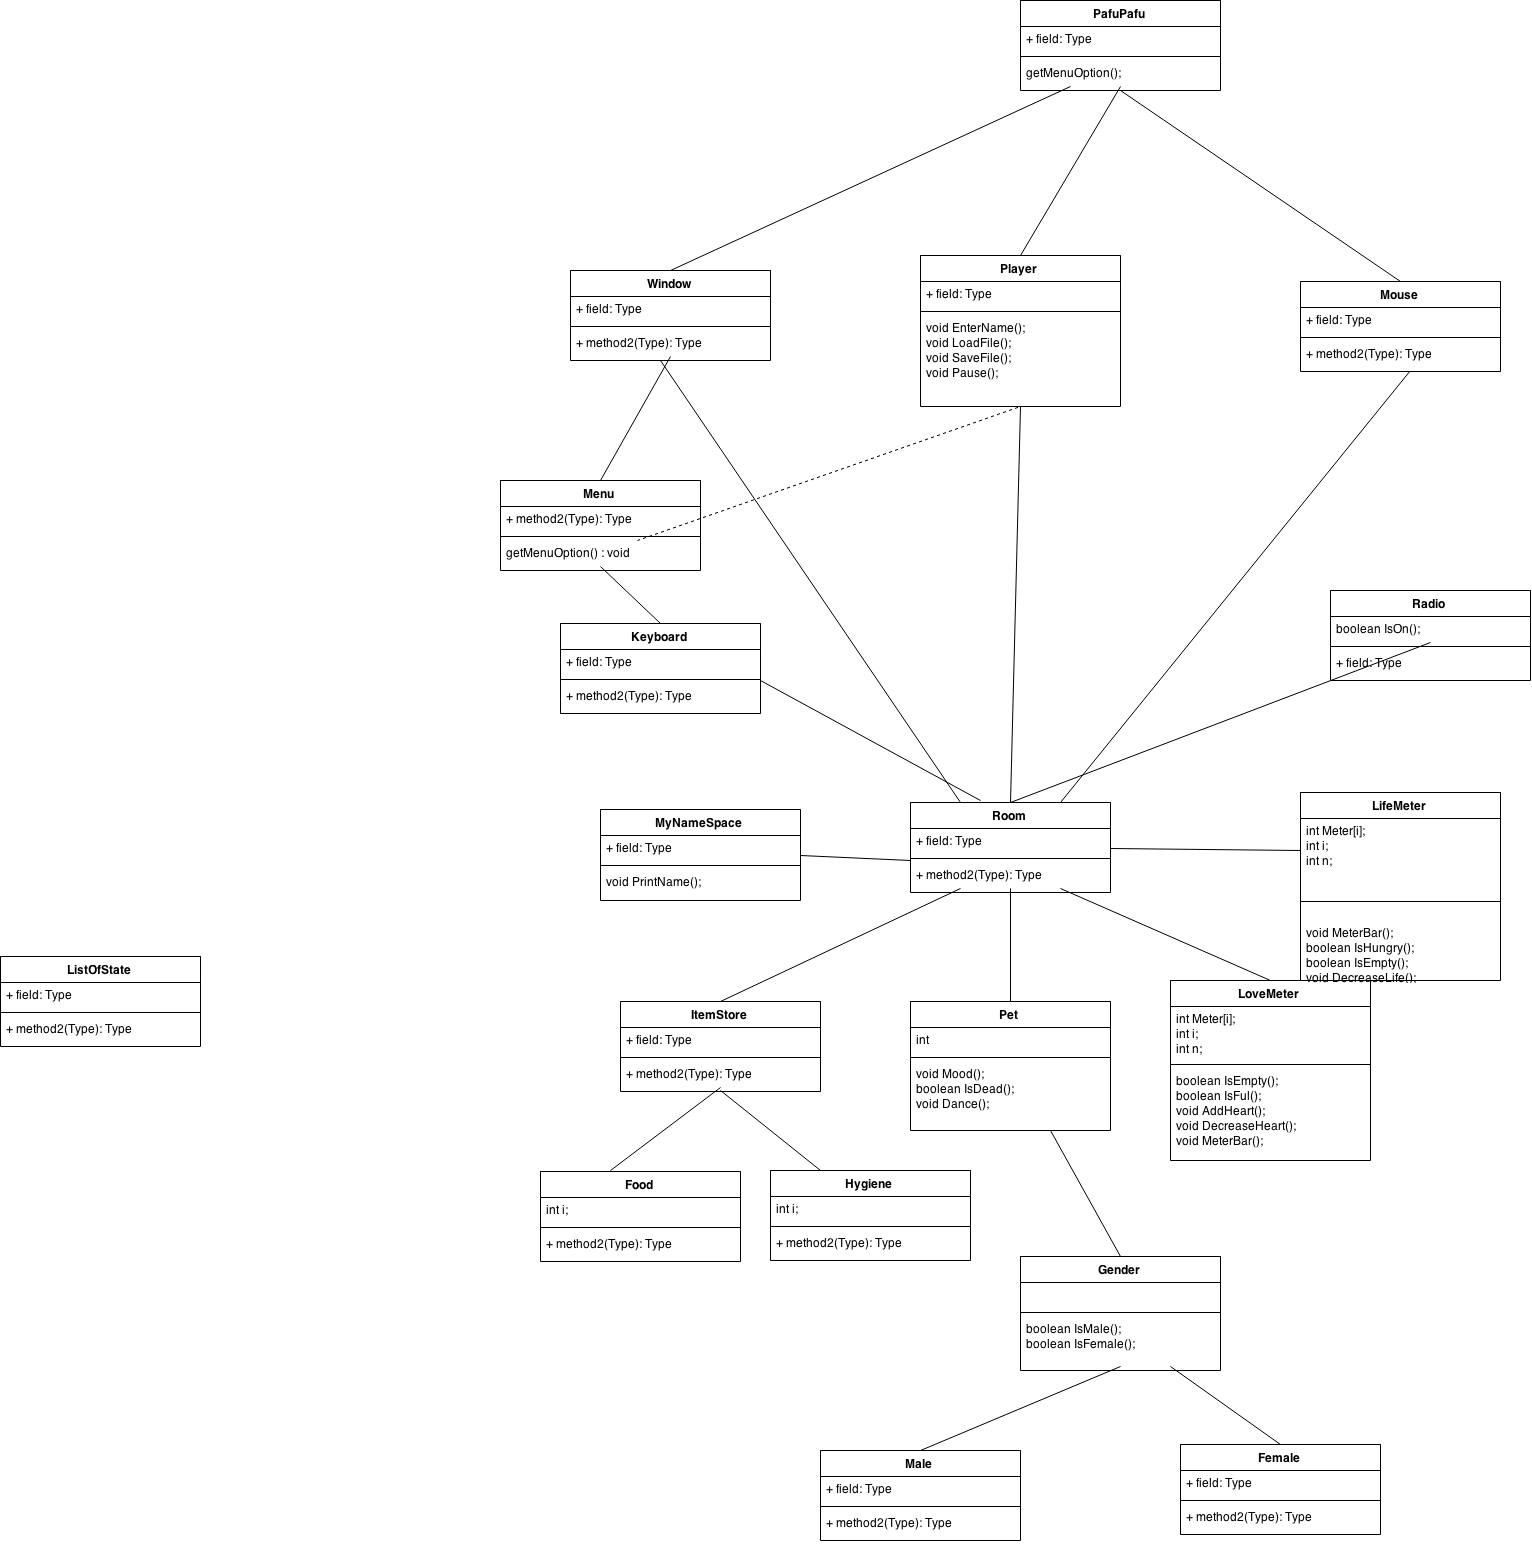 PafuPafu
+ field: Type
getMenuOption();
Window
+ field: Type
+ method2(Type): Type
Player
+ field: Type
void EnterName();
void LoadFile();
void SaveFile();
void Pause();
Mouse
+ field: Type
+ method2(Type): Type
Menu
+ method2(Type): Type
getMenuOption() : void
Keyboard
+ field: Type
+ method2(Type): Type
Radio
boolean IsOn();
+ field: Type
MyNameSpace
+ field: Type
void PrintName();
Room
+ field: Type
+ method2(Type): Type
LifeMeter
int Meter[i];
int i;
int n;
void MeterBar();
boolean IsHungry();
boolean IsEmpty();
void DecreaseLife();
ListOfState
+ field: Type
+ method2(Type): Type
ItemStore
+ field: Type
+ method2(Type): Type
Pet
int
void Mood();
boolean IsDead();
void Dance();
LoveMeter
int Meter[i];
int i;
int n;
boolean IsEmpty();
boolean IsFul();
void AddHeart();
void DecreaseHeart();
void MeterBar();
Food
int i;
+ method2(Type): Type
Hygiene
int i;
+ method2(Type): Type
Gender
boolean IsMale();
boolean IsFemale();
Male
+ field: Type
+ method2(Type): Type
Female
+ field: Type
+ method2(Type): Type